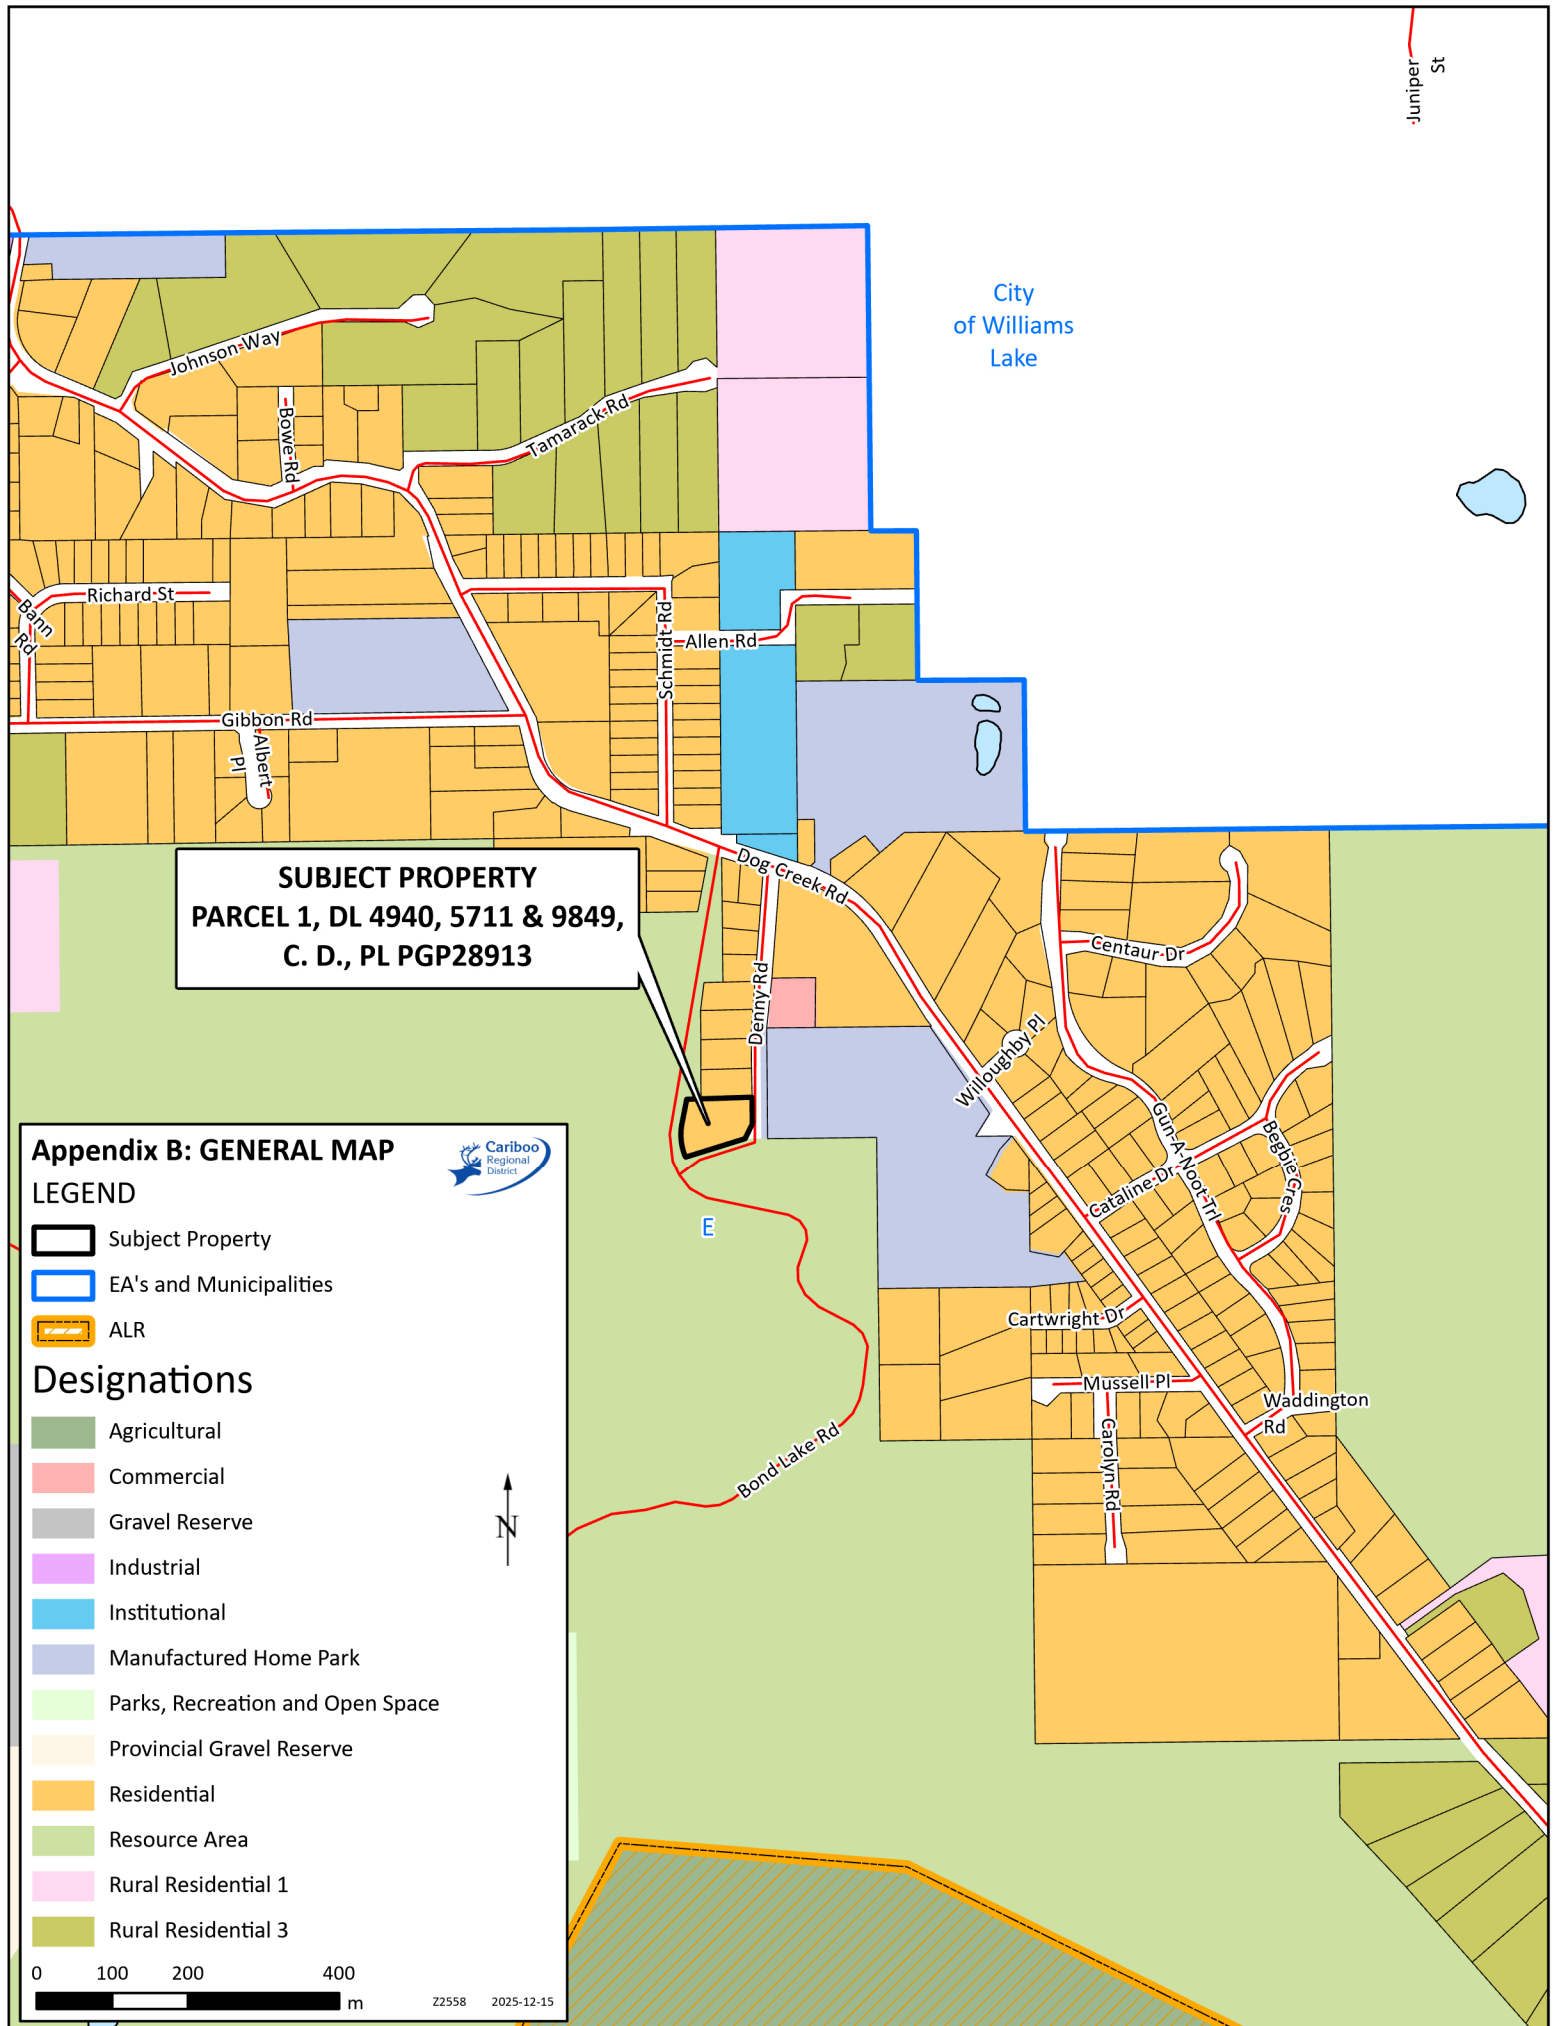 Juniper
St
City
of Williams
Lake
Johnson Way
Bowe Rd
Tamarack Rd
Richard St
Bann
Rd
Schmidt Rd
Allen Rd
Gibbon Rd
Albert
Pl
Dog Creek Rd
SUBJECT PROPERTY
PARCEL 1, DL 4940, 5711 & 9849,
C. D., PL PGP28913
Centaur Dr
Denny Rd
Willoughby Pl
Gun-A-Noot-Trl
Begbie Cres
Cataline Dr
E
Cartwright Dr
Mussell Pl
Waddington
Rd
Carolyn Rd
Bond Lake Rd
Appendix B: GENERAL MAP
Cariboo
Regional
District
LEGEND
Subject Property
EA's and Municipalities
ALR
Designations
Agricultural
Commercial
Gravel Reserve
Industrial
Institutional
Manufactured Home Park
Parks, Recreation and Open Space
Provincial Gravel Reserve
Residential
Resource Area
Rural Residential 1
Rural Residential 3
N
0 100 200 400
m
Z2558 2025-12-15